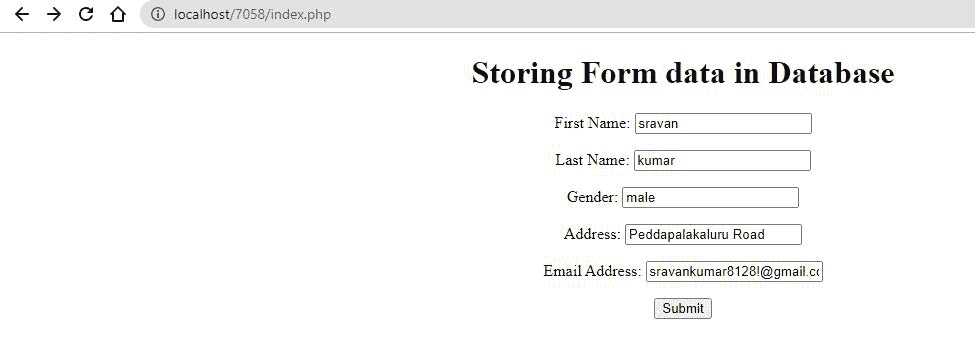 localhost/7058/index.php
Storing Form data in Database
First Name: sravan
Last Name: kumar
Gender: male
Address: Peddapalakaluru Road
Email Address: sravankumar8128!@gmail.cc
Submit